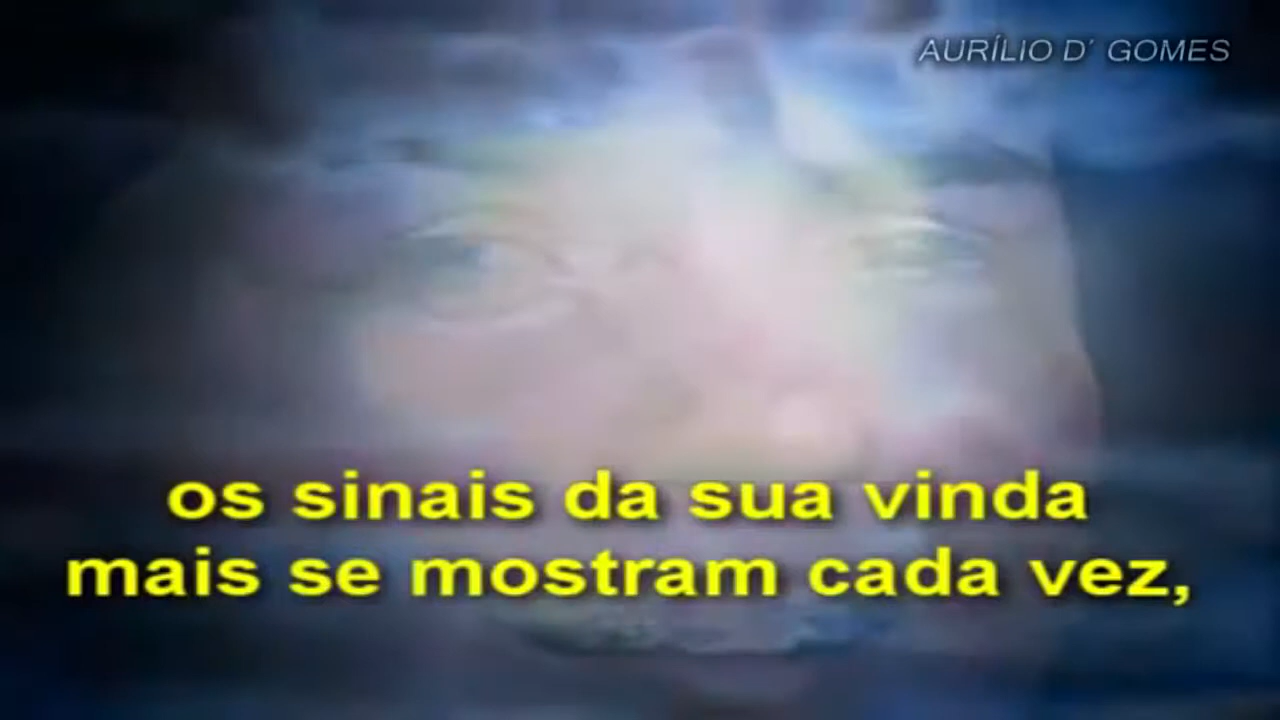 AURÍLIO D´ GOMES
os sinais da sua vinda
mais se mostram cada vez,